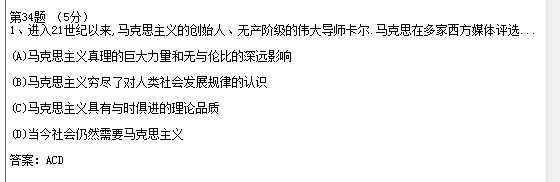 第34题 (5分)
1、进入21世纪以来,马克思主义的创始人、无产阶级的伟大导师卡尔.马克思在多家西方媒体评选...
(A)马克思主义真理的巨大力量和无与伦比的深远影响
(B)马克思主义穷尽了对人类社会发展规律的认识
(C)马克思主义具有与时俱进的理论品质
(D)当今社会仍然需要马克思主义
答案：ACD